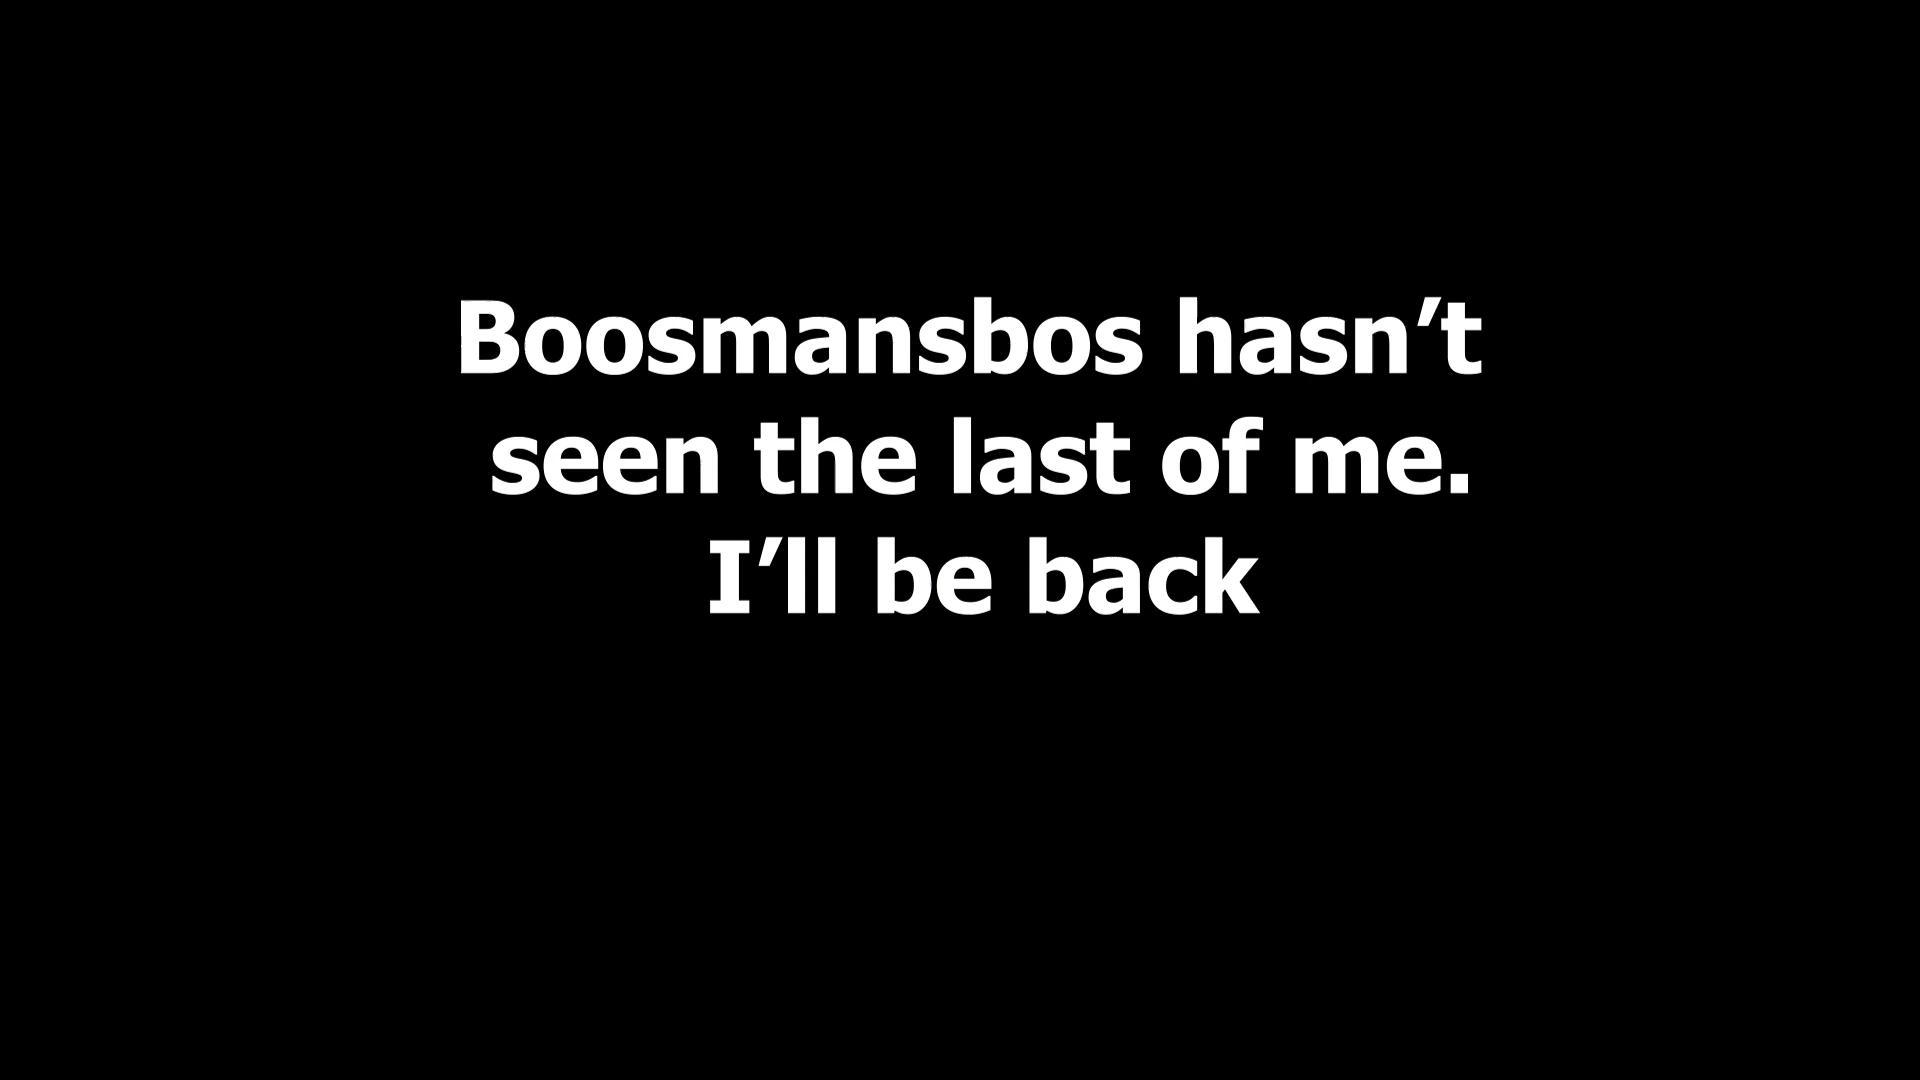 Boosmansbos hasn’t
seen the last of me.
I’ll be back